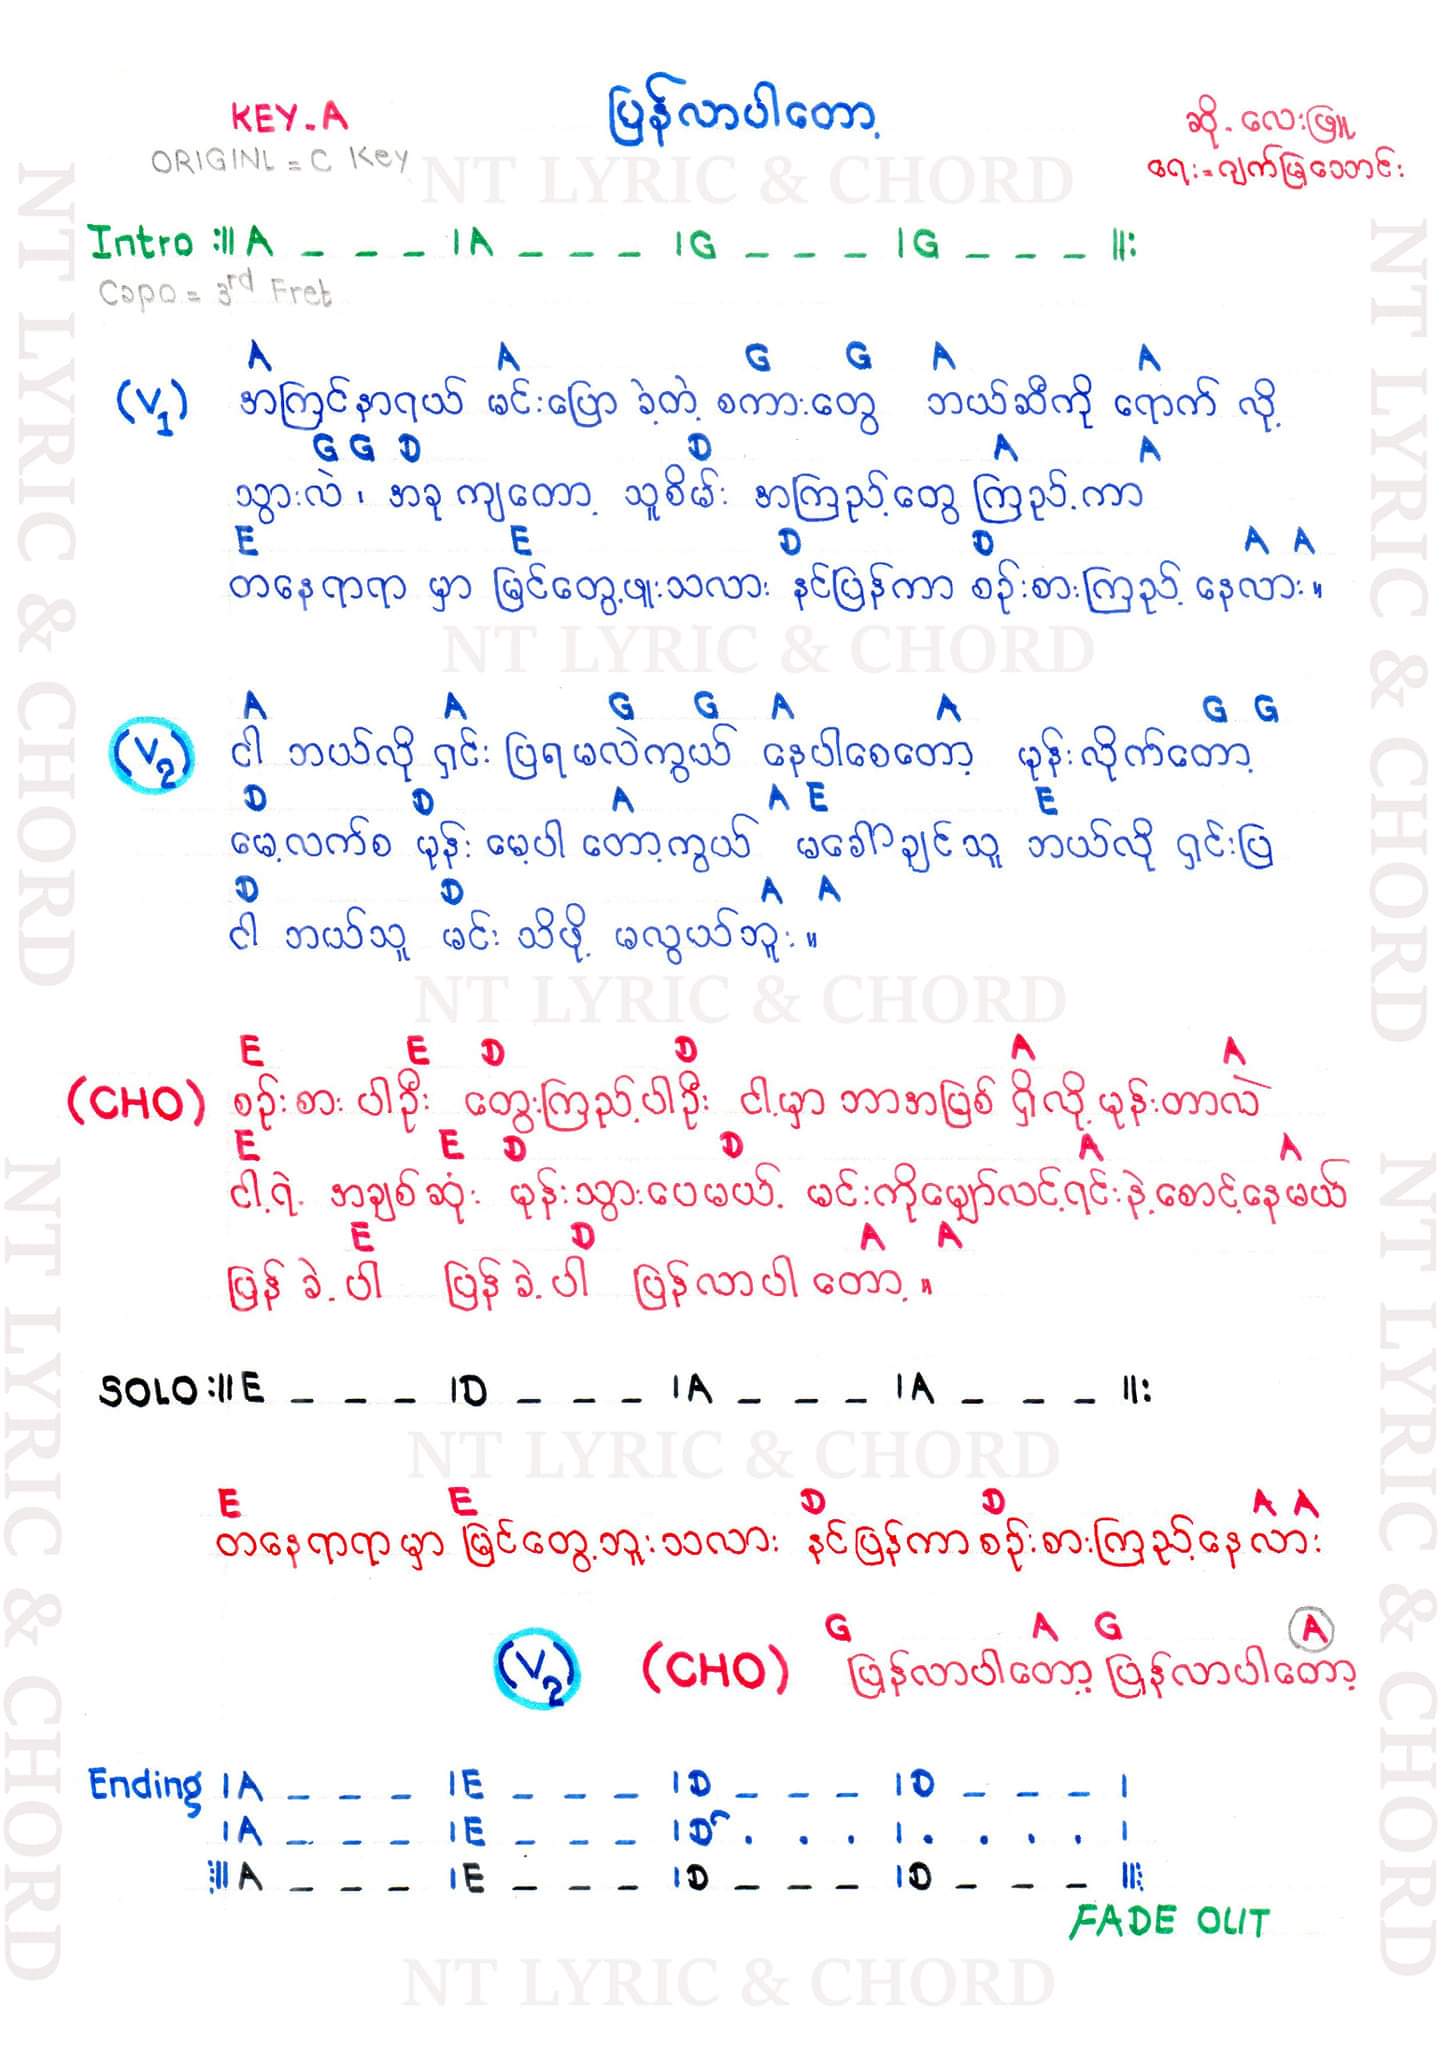 KEY.A
ပြန်လာပါတော့
ဆို. လေးဖြူ
ORIGINL = C Key
ရေး = ဂျက်မြသောင်း
NT LYRIC & CHORD
Intro :||| A _ _ _ | A _ _ _ | G _ _ _ | G _ _ _ ||:
Capo = 3rd Fret
A A G G A A
(V1) အကြင်နာရယ် မင်းပြော ခဲ့တဲ့ စကားတွေ ဘယ်ဆီကို ရောက် လို့
G G D D A A
သွားလဲ ၊ အခု ကျတော့ သူစိမ်း အကြည့်တွေ ကြည့်ကာ
E E D D A A
တနေရာရာ မှာ မြင်တွေ့ဖူးသလား နင်ပြန်ကာ စဉ်းစားကြည့် နေလား။
NT LYRIC & CHORD
A A G G A A G G
(V2) ငါ ဘယ်လို ရှင်း ပြရမလဲကွယ် နေပါစေတော့ မုန်းလိုက်တော့
D D A A E E
မေ့လက်စ မုန်း မေ့ပါ တော့ကွယ် မခေါ်ချင်သူ ဘယ်လို ရှင်းပြ
D D A A
ငါ ဘယ်သူ မင်း သိဖို့ မလွယ်ဘူး။
NT LYRIC & CHORD
E E D D A A
(CHO) စဉ်းစား ပါဦး တွေးကြည့်ပါဦး ငါ့မှာ ဘာအပြစ် ရှိလို့ မုန်းတာလဲ
E E D D A A
ငါ့ရဲ့ အချစ်ဆုံး မုန်းသွားပေမယ့် မင်းကိုမျှော်လင့်ရင်းနဲ့စောင့်နေမယ်
E D A A
ပြန် ခဲ့ပါ ပြန် ခဲ့ပါ ပြန်လာပါ တော့။
SOLO :|| E _ _ _ | D _ _ _ | A _ _ _ | A _ _ _ ||:
NT LYRIC & CHORD
E E D D A A
တနေရာရာမှာ မြင်တွေ့ဘူးသလား နင်ပြန်ကာ စဉ်းစားကြည့်နေလား
G A G A
(V2) (CHO) ပြန်လာပါတော့ ပြန်လာပါတော့
Ending | A _ _ _ | E _ _ _ | D _ _ _ | D _ _ _ |
| A _ _ _ | E _ _ _ | D . . . | . . . . |
:||| A _ _ _ | E _ _ _ | D _ _ _ | D _ _ _ |||:
FADE OUT
NT LYRIC & CHORD
NT LYRIC & CHORD
NT LYRIC & CHORD
NT LYRIC & CHORD
NT LYRIC & CHORD